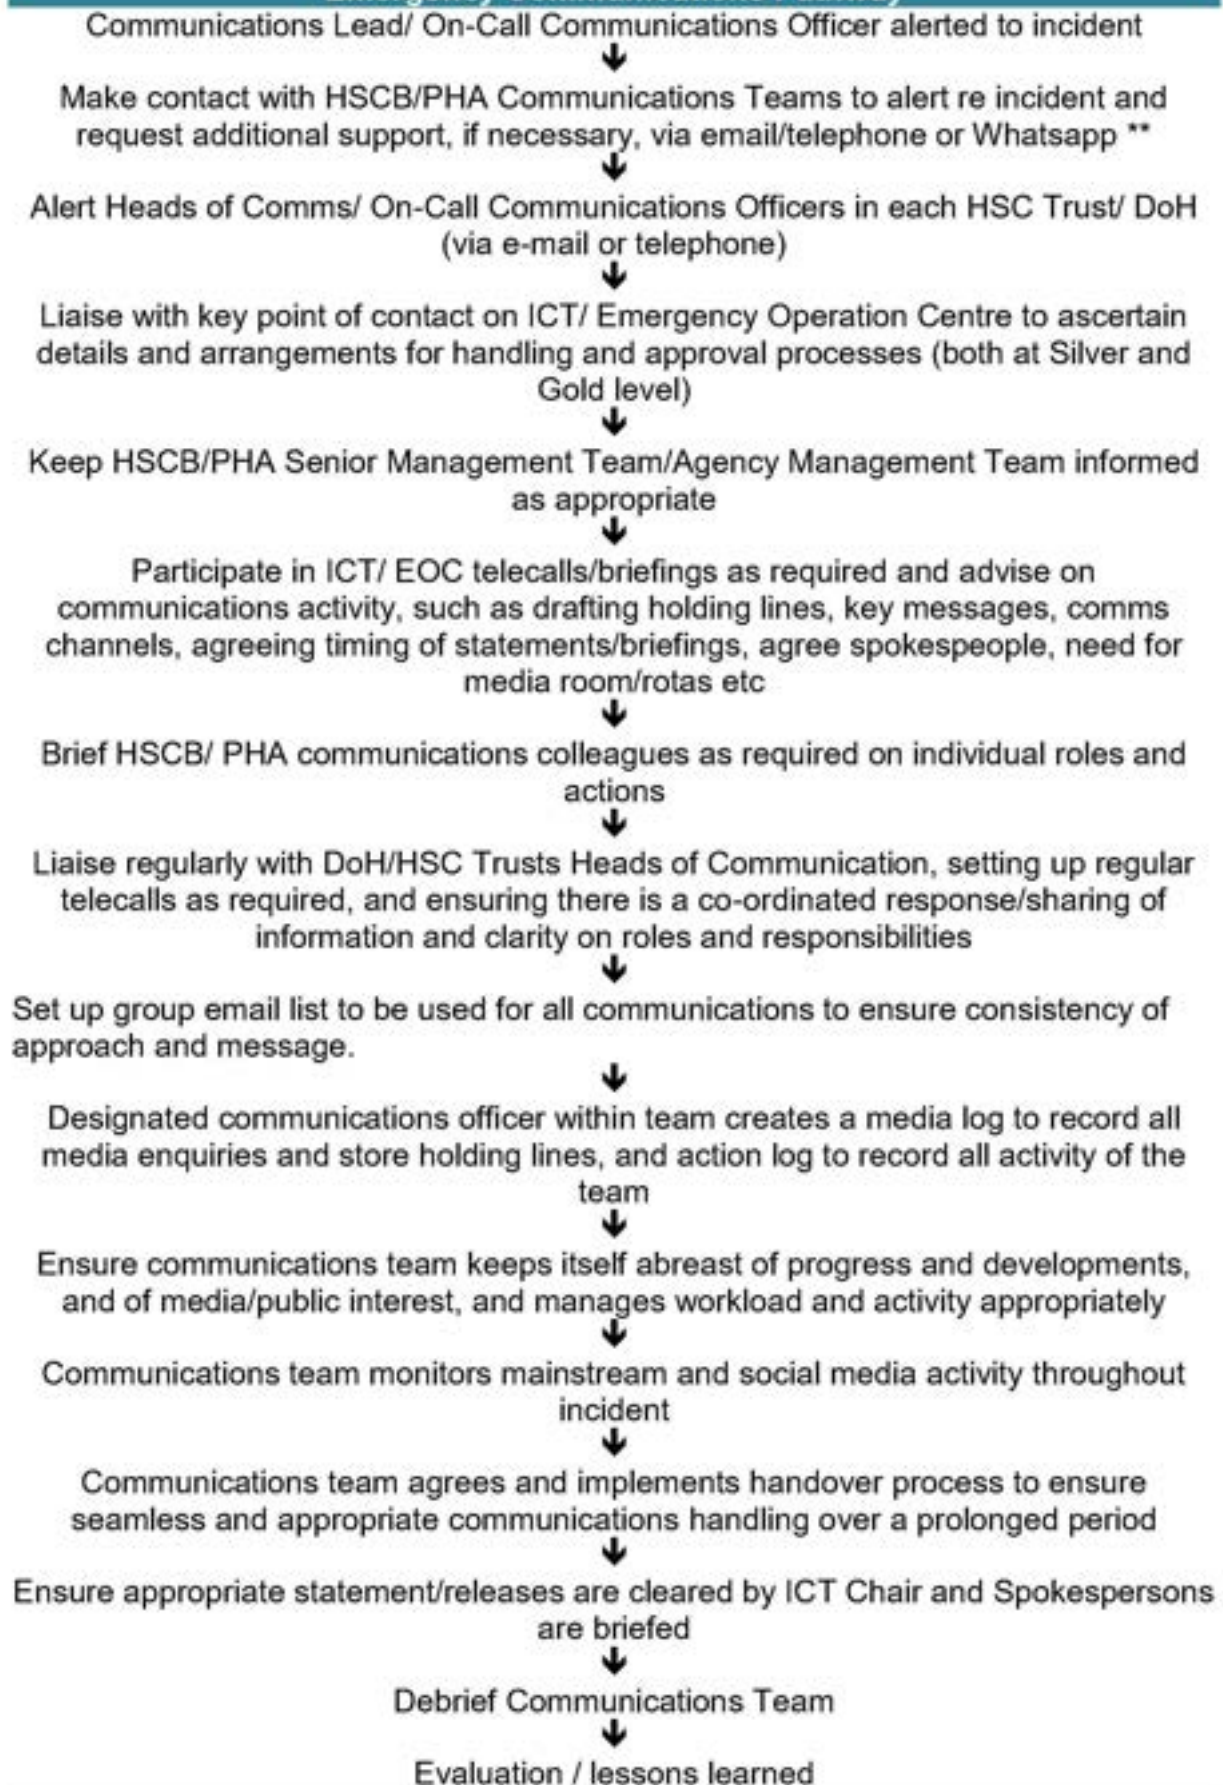 Emergency Communications Pathway
Communications Lead/ On-Call Communications Officer alerted to incident
Make contact with HSCB/PHA Communications Teams to alert re incident and
request additional support, if necessary, via email/telephone or Whatsapp **
Alert Heads of Comms/ On-Call Communications Officers in each HSC Trust/ DoH
(via e-mail or telephone)
Liaise with key point of contact on ICT/ Emergency Operation Centre to ascertain
details and arrangements for handling and approval processes (both at Silver and
Gold level)
Keep HSCB/PHA Senior Management Team/Agency Management Team informed
as appropriate
Participate in ICT/ EOC telecalls/briefings as required and advise on
communications activity, such as drafting holding lines, key messages, comms
channels, agreeing timing of statements/briefings, agree spokespeople, need for
media room/rotas etc
Brief HSCB/ PHA communications colleagues as required on individual roles and
actions
Liaise regularly with DoH/HSC Trusts Heads of Communication, setting up regular
telecalls as required, and ensuring there is a co-ordinated response/sharing of
information and clarity on roles and responsibilities
Set up group email list to be used for all communications to ensure consistency of
approach and message.
Designated communications officer within team creates a media log to record all
media enquiries and store holding lines, and action log to record all activity of the
team
Ensure communications team keeps itself abreast of progress and developments,
and of media/public interest, and manages workload and activity appropriately
Communications team monitors mainstream and social media activity throughout
incident
Communications team agrees and implements handover process to ensure
seamless and appropriate communications handling over a prolonged period
Ensure appropriate statement/releases are cleared by ICT Chair and Spokespersons
are briefed
Debrief Communications Team
Evaluation / lessons learned